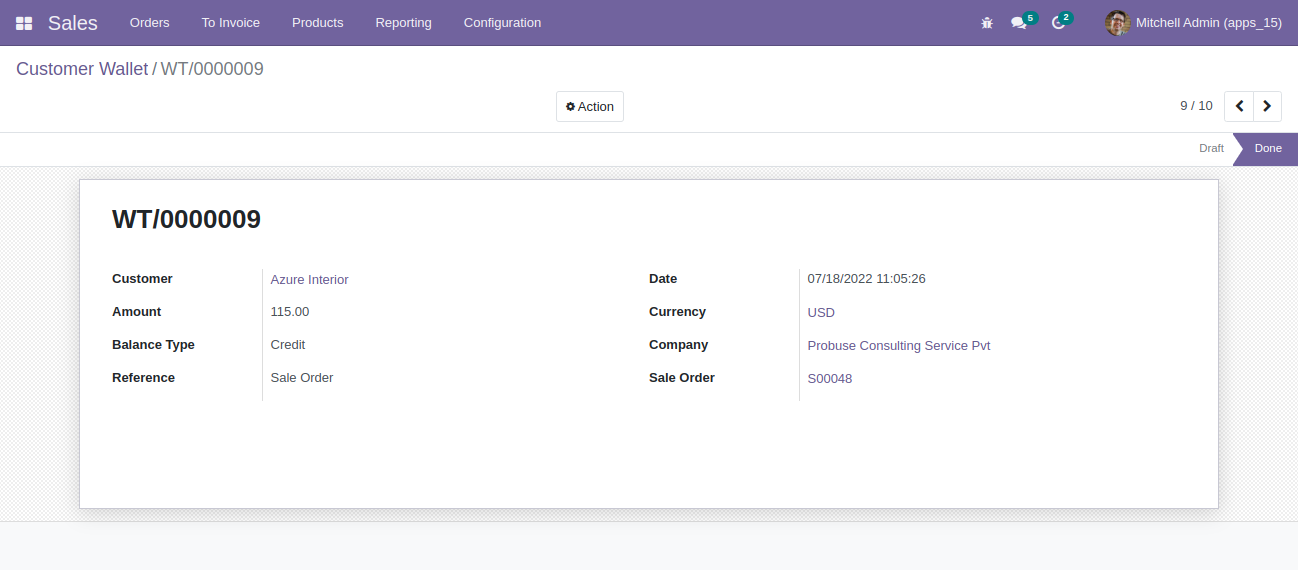 Sales Orders To Invoice Products Reporting Configuration 5 2 Mitchell Admin (apps_15)
Customer Wallet / WT/0000009
Action 9 / 10
Draft Done
WT/0000009
Customer Azure Interior Date 07/18/2022 11:05:26
Amount 115.00 Currency USD
Balance Type Credit Company Probuse Consulting Service Pvt
Reference Sale Order Sale Order S00048